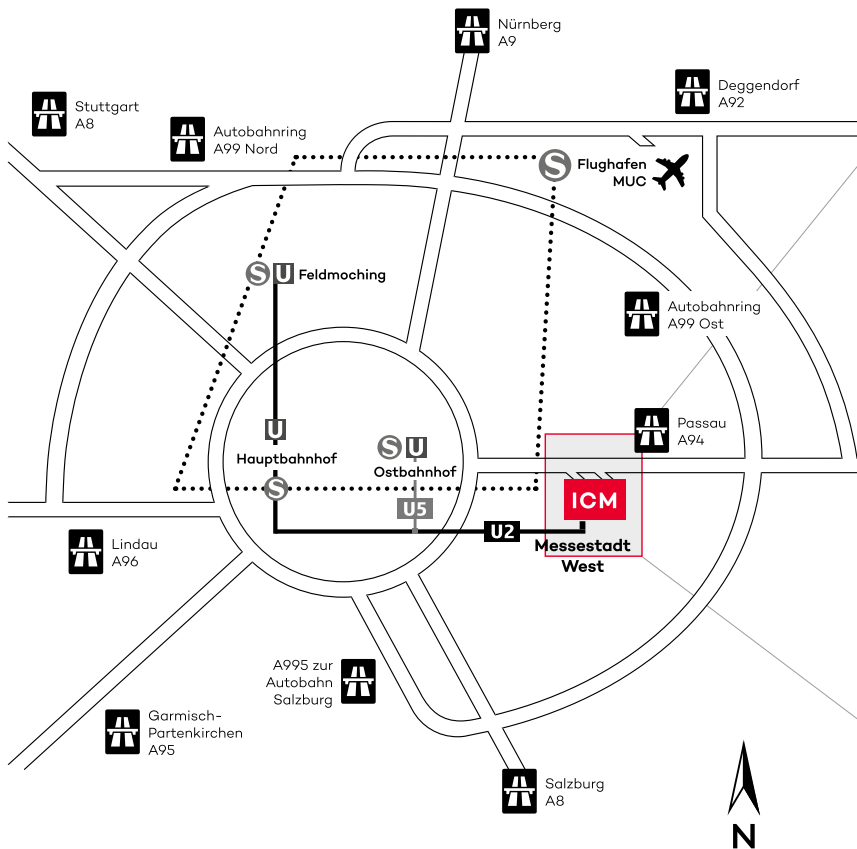 Nürnberg
A9
Stuttgart
A8
Autobahnring
A99 Nord
Deggendorf
A92
S
Flughafen
MUC
S U Feldmoching
Autobahnring
A99 Ost
U
Hauptbahnhof
S
S U
Ostbahnhof
Passau
A94
U5
ICM
U2
Messestadt
West
Lindau
A96
A995 zur
Autobahn
Salzburg
Garmisch-
Partenkirchen
A95
Salzburg
A8
N